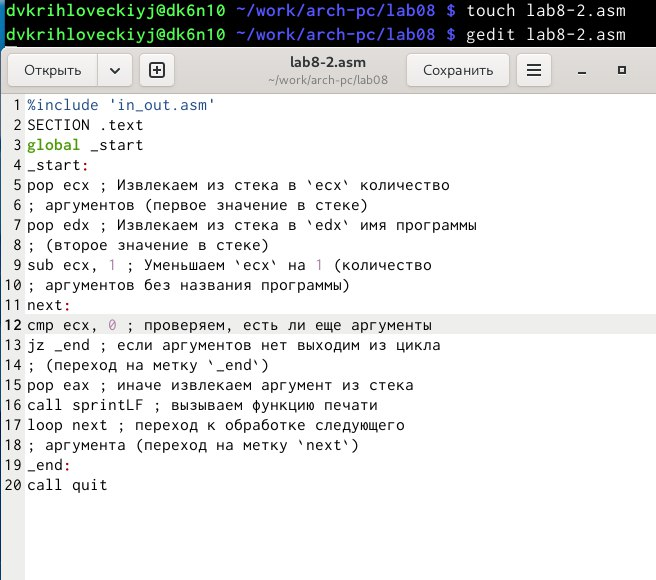 dvkrihloveckiyj@dk6n10 ~/work/arch-pc/lab08 $ touch lab8-2.asm
dvkrihloveckiyj@dk6n10 ~/work/arch-pc/lab08 $ gedit lab8-2.asm
Открыть
lab8-2.asm
~/work/arch-pc/lab08
Сохранить
1 %include 'in_out.asm'
2 SECTION .text
3 global _start
4 _start:
5 pop ecx ; Извлекаем из стека в `ecx` количество
6 ; аргументов (первое значение в стеке)
7 pop edx ; Извлекаем из стека в `edx` имя программы
8 ; (второе значение в стеке)
9 sub ecx, 1 ; Уменьшаем `ecx` на 1 (количество
10 ; аргументов без названия программы)
11 next:
12 cmp ecx, 0 ; проверяем, есть ли еще аргументы
13 jz _end ; если аргументов нет выходим из цикла
14 ; (переход на метку `_end`)
15 pop eax ; иначе извлекаем аргумент из стека
16 call sprintLF ; вызываем функцию печати
17 loop next ; переход к обработке следующего
18 ; аргумента (переход на метку `next`)
19 _end:
20 call quit